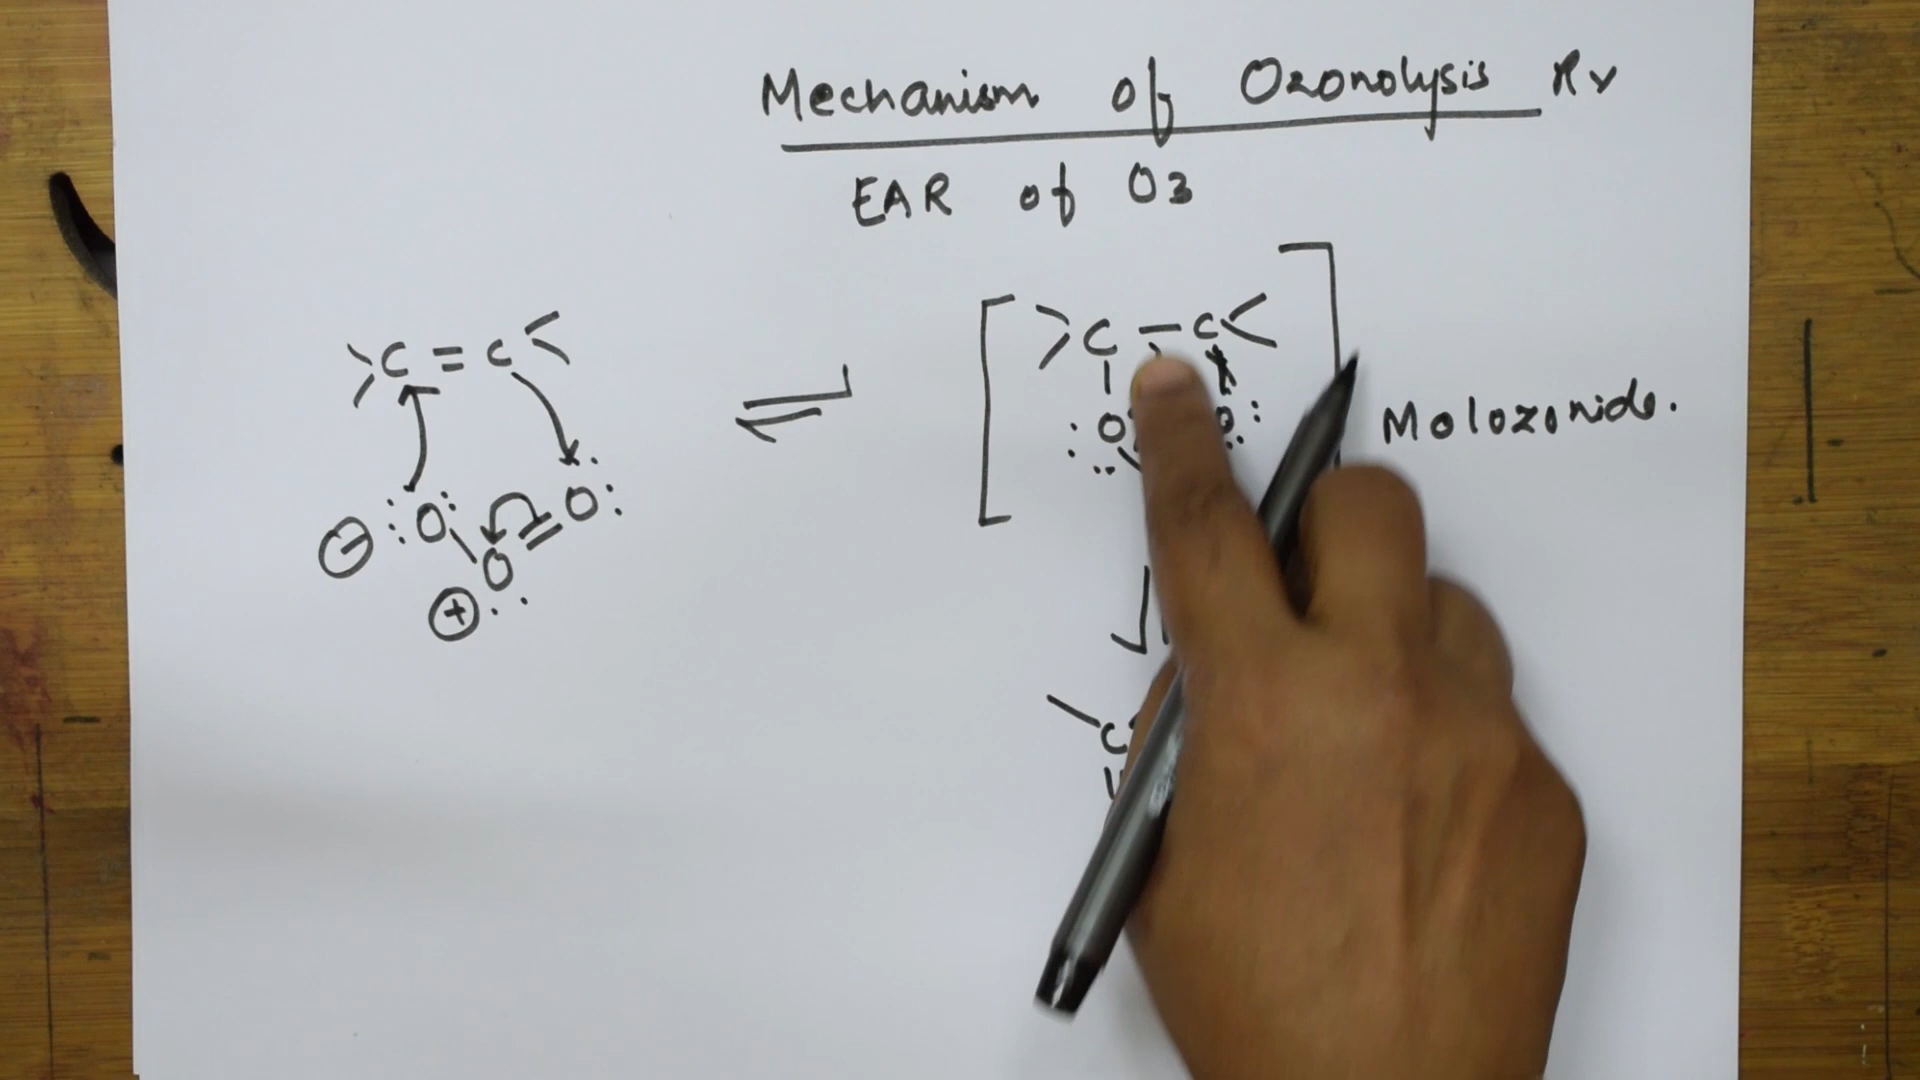 Mechanism of Ozonolysis Rx
EAR of O3
>C = C<
>C - C<
O O
Molozonide.
⊖ :O: O:
O
⊕
C